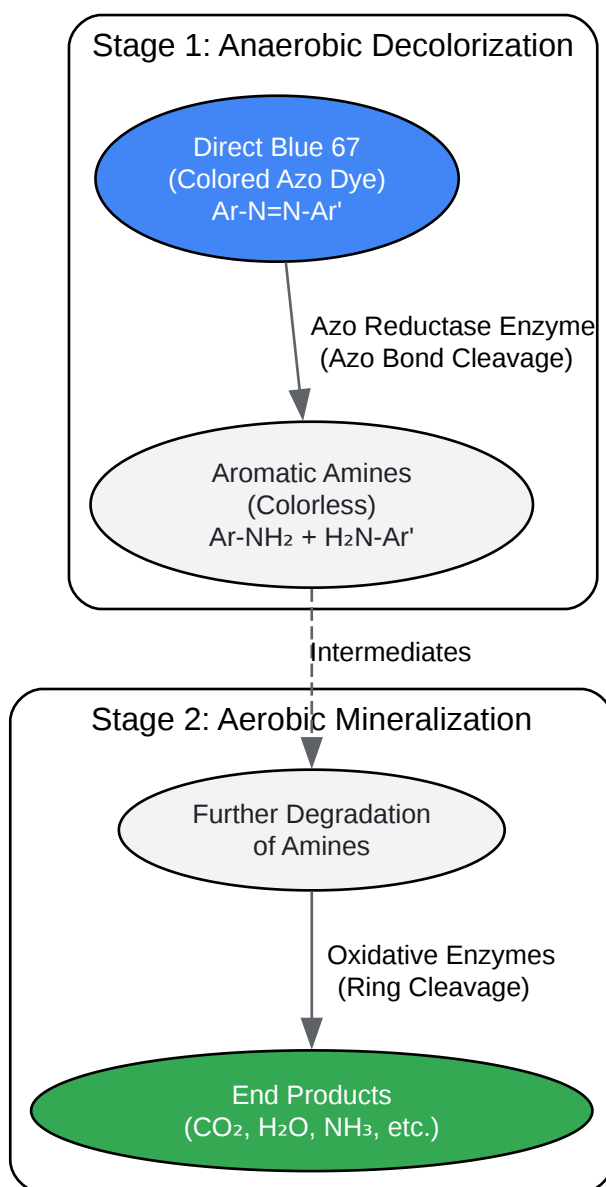 Stage 1: Anaerobic Decolorization
Direct Blue 67
(Colored Azo Dye)
Ar-N=N-Ar'
Azo Reductase Enzyme
(Azo Bond Cleavage)
Aromatic Amines
(Colorless)
Ar-NH₂ + H₂N-Ar'
Intermediates
Stage 2: Aerobic Mineralization
Further Degradation
of Amines
Oxidative Enzymes
(Ring Cleavage)
End Products
(CO₂, H₂O, NH₃, etc.)